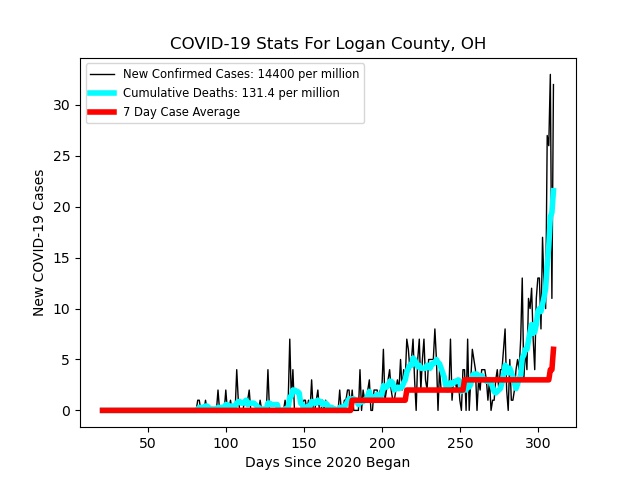 COVID-19 Stats For Logan County, OH
New Confirmed Cases: 14400 per million
Cumulative Deaths: 131.4 per million
7 Day Case Average
New COVID-19 Cases
30
25
20
15
10
5
0
50 100 150 200 250 300
Days Since 2020 Began